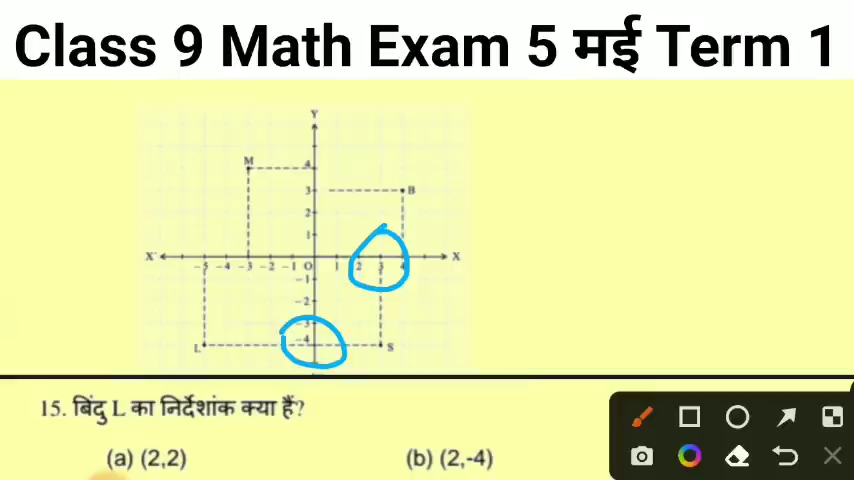 Class 9 Math Exam 5 मई Term 1
Y
M
4
3
B
2
1
X' -5 -4 -3 -2 -1 O 1 2 3 4 X
-1
-2
-3
-4
L
S
15. बिंदु L का निर्देशांक क्या हैं?
(a) (2,2) (b) (2,-4)